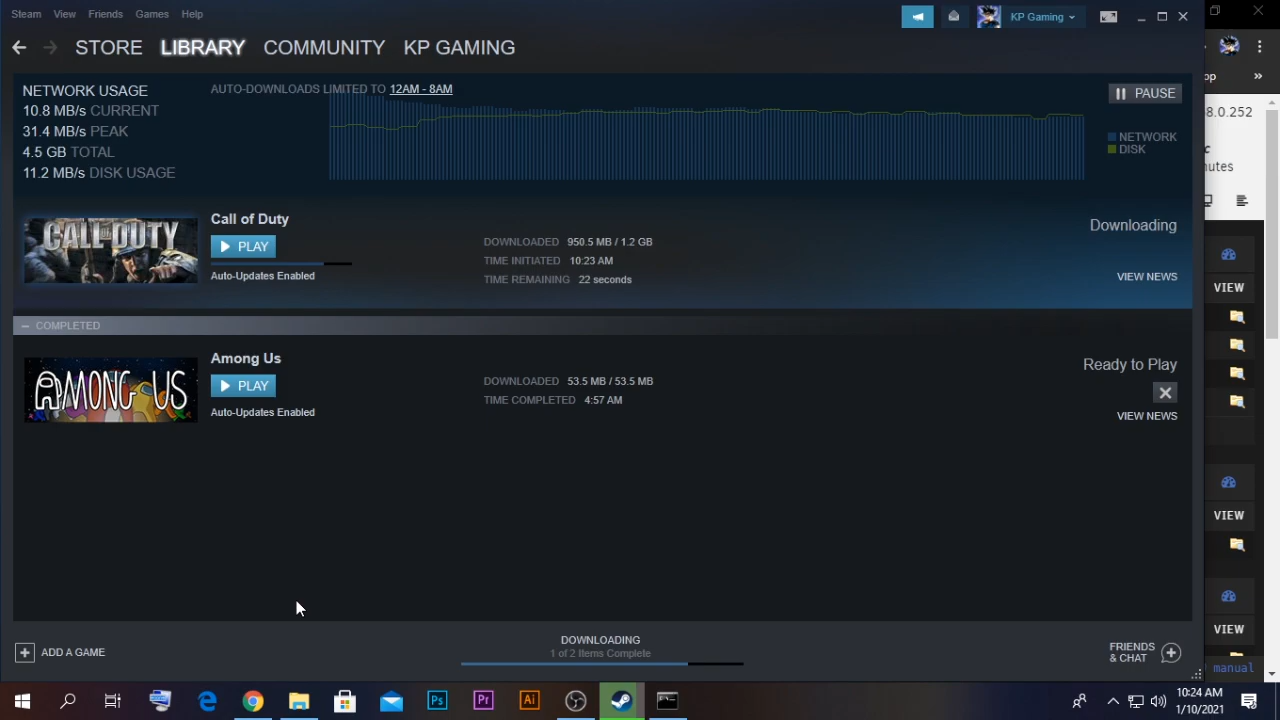 Steam View Friends Games Help
KP Gaming
STORE LIBRARY COMMUNITY KP GAMING
NETWORK USAGE
AUTO-DOWNLOADS LIMITED TO 12AM - 8AM
10.8 MB/s CURRENT
31.4 MB/s PEAK
4.5 GB TOTAL
11.2 MB/s DISK USAGE
PAUSE
NETWORK
DISK
CALL OF DUTY
Call of Duty
PLAY
Auto-Updates Enabled
DOWNLOADED 950.5 MB / 1.2 GB
TIME INITIATED 10:23 AM
TIME REMAINING 22 seconds
Downloading
VIEW NEWS
COMPLETED
AMONG US
Among Us
PLAY
Auto-Updates Enabled
DOWNLOADED 53.5 MB / 53.5 MB
TIME COMPLETED 4:57 AM
Ready to Play
VIEW NEWS
ADD A GAME
DOWNLOADING
1 of 2 Items Complete
FRIENDS
& CHAT
8.0.252
VIEW
VIEW
VIEW
manual
Ps
Pr
Ai
10:24 AM
1/10/2021